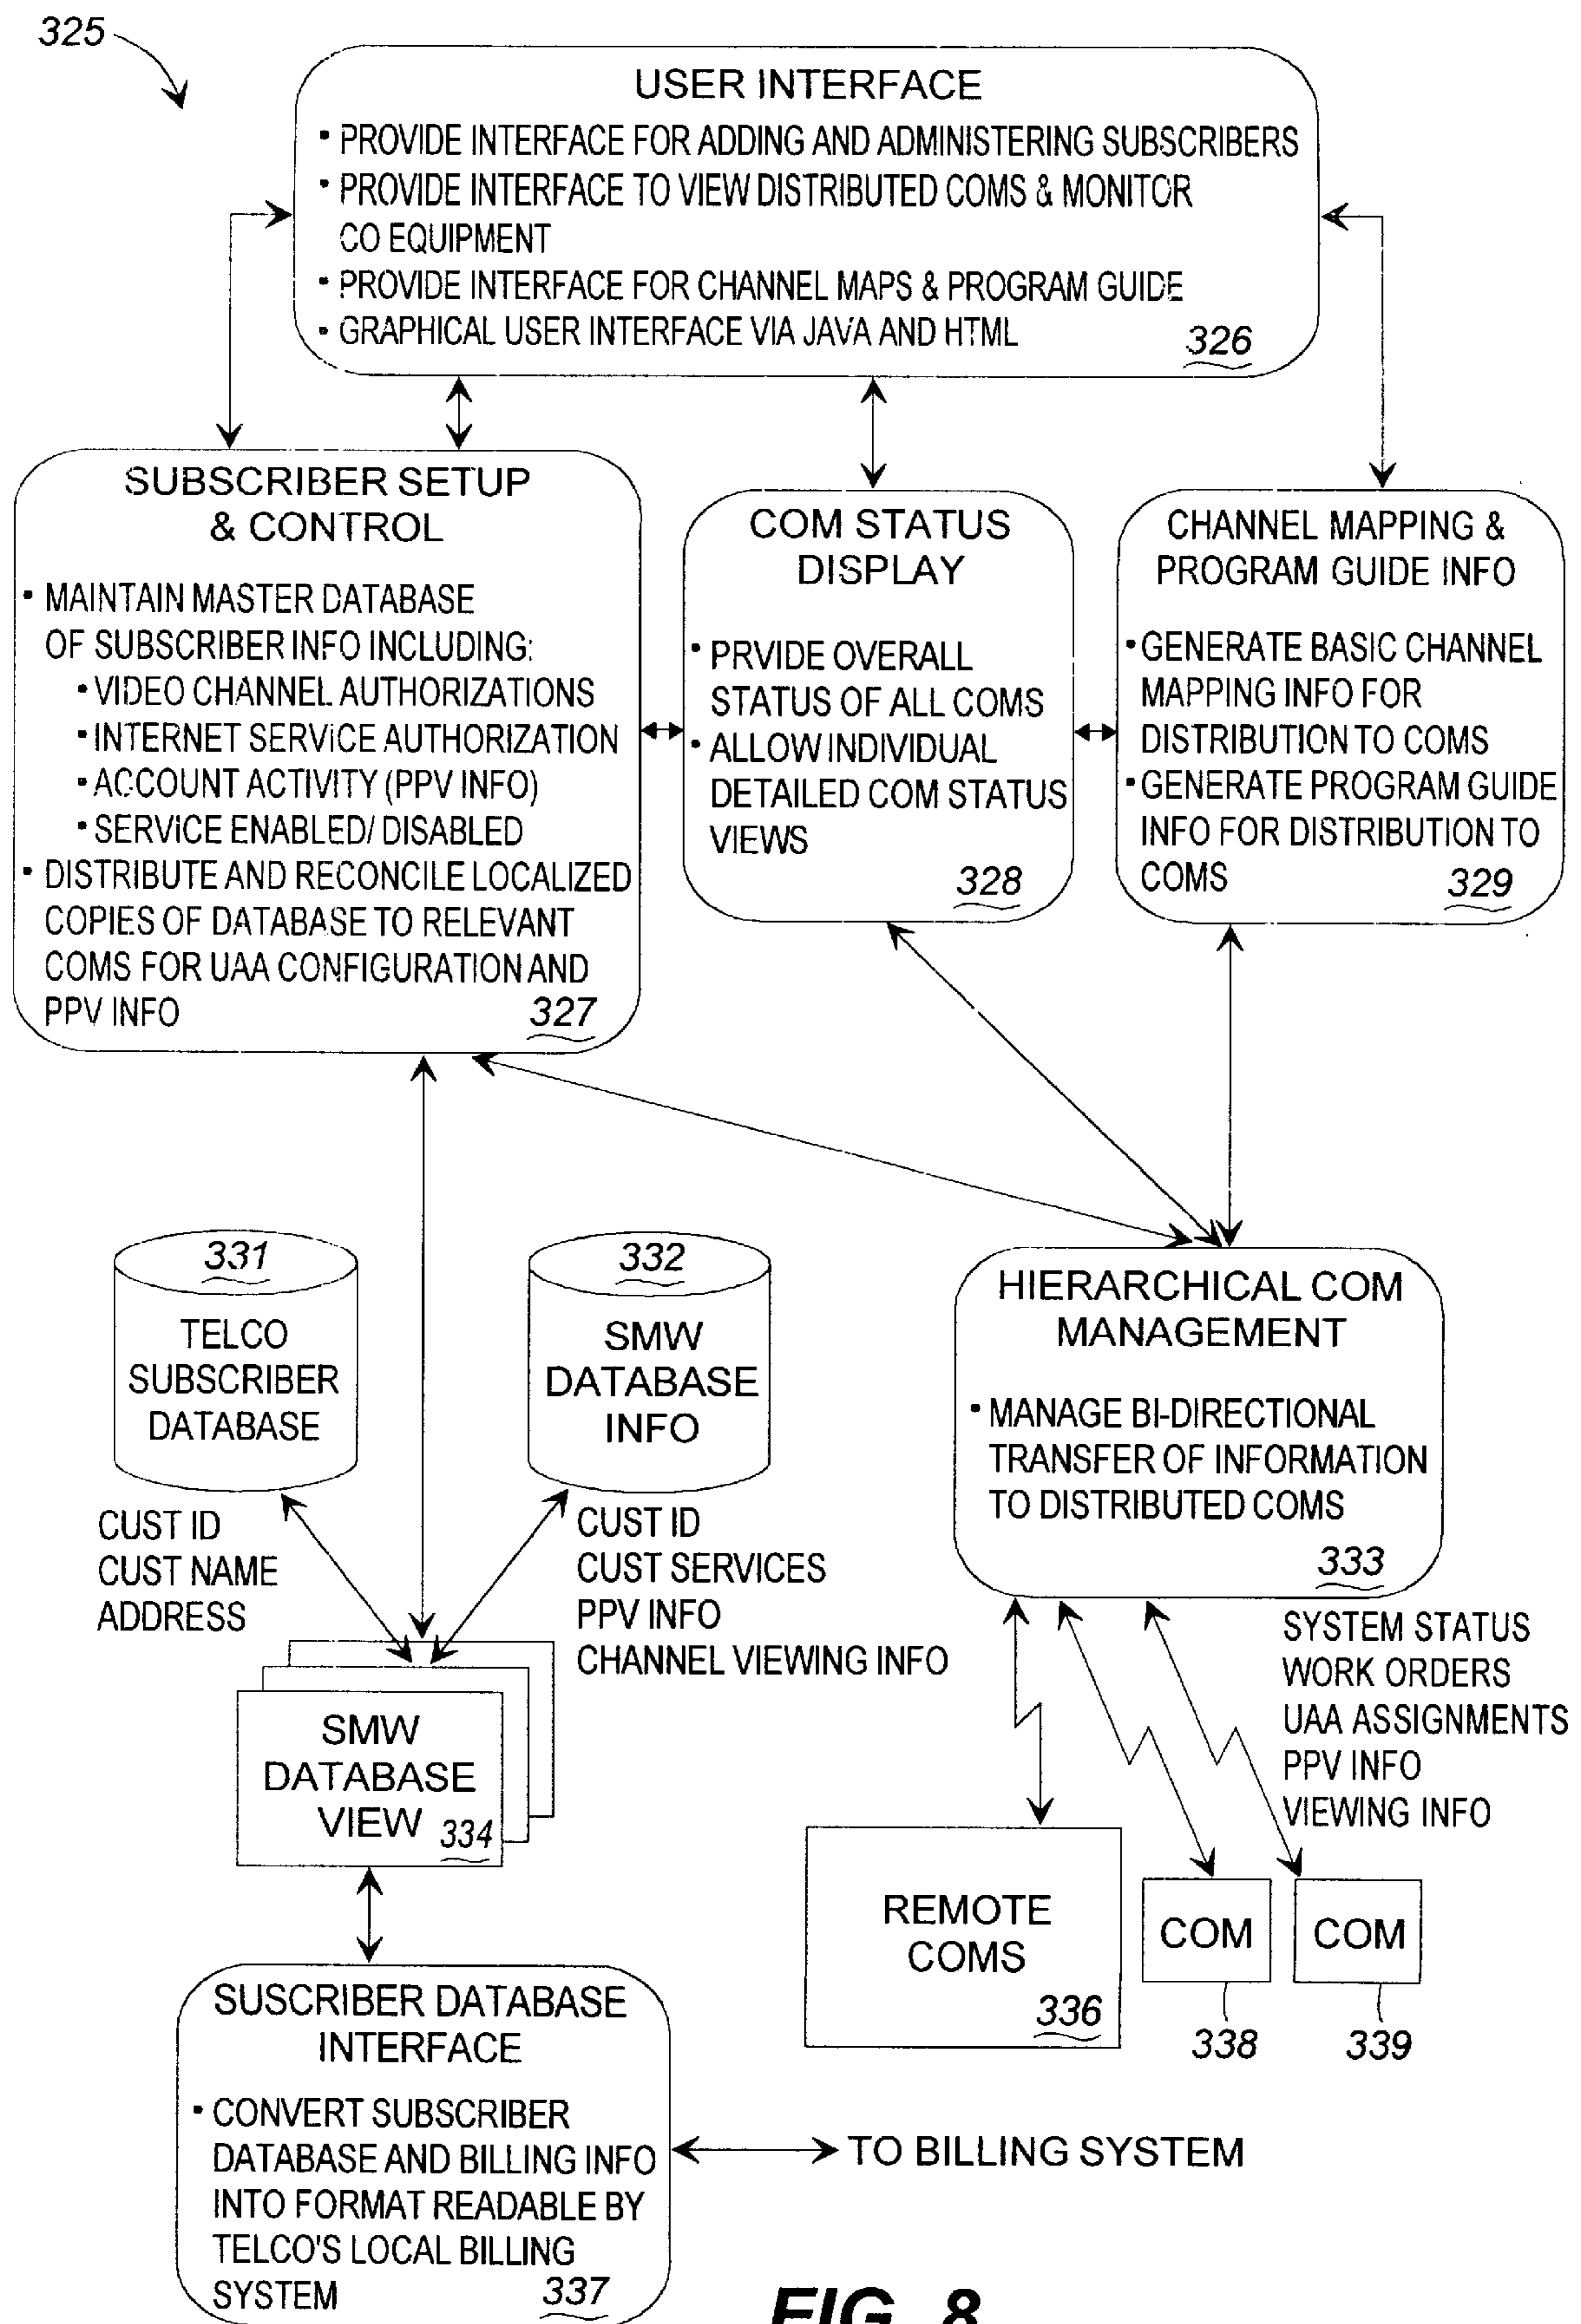 325
USER INTERFACE
• PROVIDE INTERFACE FOR ADDING AND ADMINISTERING SUBSCRIBERS
• PROVIDE INTERFACE TO VIEW DISTRIBUTED COMS & MONITOR
CO EQUIPMENT
• PROVIDE INTERFACE FOR CHANNEL MAPS & PROGRAM GUIDE
• GRAPHICAL USER INTERFACE VIA JAVA AND HTML
326
SUBSCRIBER SETUP
& CONTROL
• MAINTAIN MASTER DATABASE
OF SUBSCRIBER INFO INCLUDING:
• VIDEO CHANNEL AUTHORIZATIONS
• INTERNET SERVICE AUTHORIZATION
• ACCOUNT ACTIVITY (PPV INFO)
• SERVICE ENABLED/ DISABLED
• DISTRIBUTE AND RECONCILE LOCALIZED
COPIES OF DATABASE TO RELEVANT
COMS FOR UAA CONFIGURATION AND
PPV INFO
327
COM STATUS
DISPLAY
• PRVIDE OVERALL
STATUS OF ALL COMS
• ALLOW INDIVIDUAL
DETAILED COM STATUS
VIEWS
328
CHANNEL MAPPING &
PROGRAM GUIDE INFO
• GENERATE BASIC CHANNEL
MAPPING INFO FOR
DISTRIBUTION TO COMS
• GENERATE PROGRAM GUIDE
INFO FOR DISTRIBUTION TO
COMS
329
331
TELCO
SUBSCRIBER
DATABASE
332
SMW
DATABASE
INFO
HIERARCHICAL COM
MANAGEMENT
• MANAGE BI-DIRECTIONAL
TRANSFER OF INFORMATION
TO DISTRIBUTED COMS
333
CUST ID
CUST NAME
ADDRESS
CUST ID
CUST SERVICES
PPV INFO
CHANNEL VIEWING INFO
SYSTEM STATUS
WORK ORDERS
UAA ASSIGNMENTS
PPV INFO
VIEWING INFO
SMW
DATABASE
VIEW
334
REMOTE
COMS
336
COM
338
COM
339
SUSCRIBER DATABASE
INTERFACE
• CONVERT SUBSCRIBER
DATABASE AND BILLING INFO
INTO FORMAT READABLE BY
TELCO'S LOCAL BILLING
SYSTEM
337
TO BILLING SYSTEM
FIG. 8